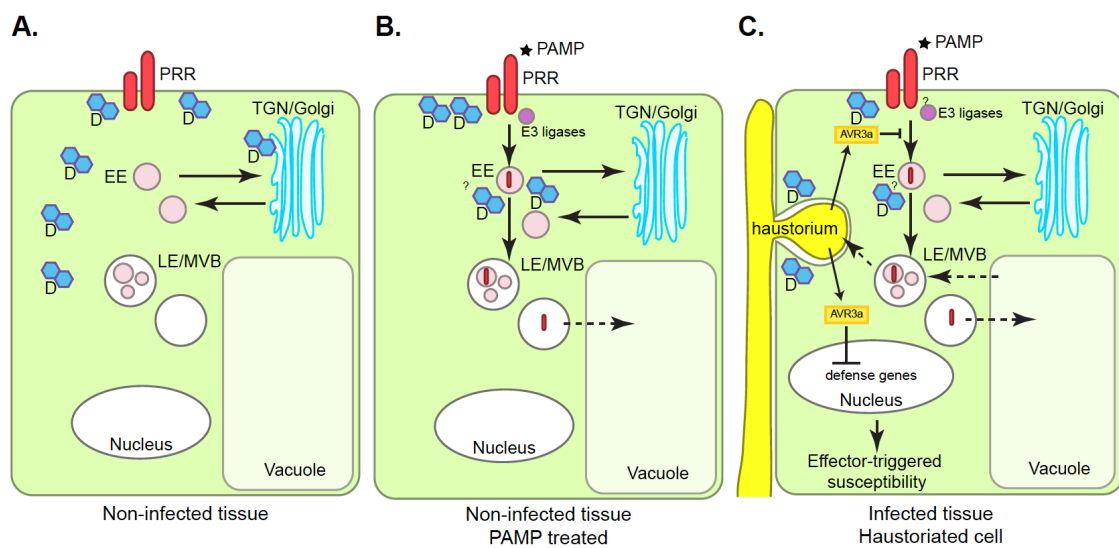 A.
PRR
D
D
TGN/Golgi
D
D
EE
D
D
LE/MVB
Nucleus
Vacuole
Non-infected tissue
B.
PAMP
PRR
D
D
E3 ligases
TGN/Golgi
EE
?
D
D
LE/MVB
Nucleus
Vacuole
Non-infected tissue
PAMP treated
C.
PAMP
PRR
?
D
E3 ligases
TGN/Golgi
AVR3a
EE
?
D
D
haustorium
LE/MVB
D
AVR3a
defense genes
Nucleus
Effector-triggered
susceptibility
Vacuole
Infected tissue
Haustoriated cell